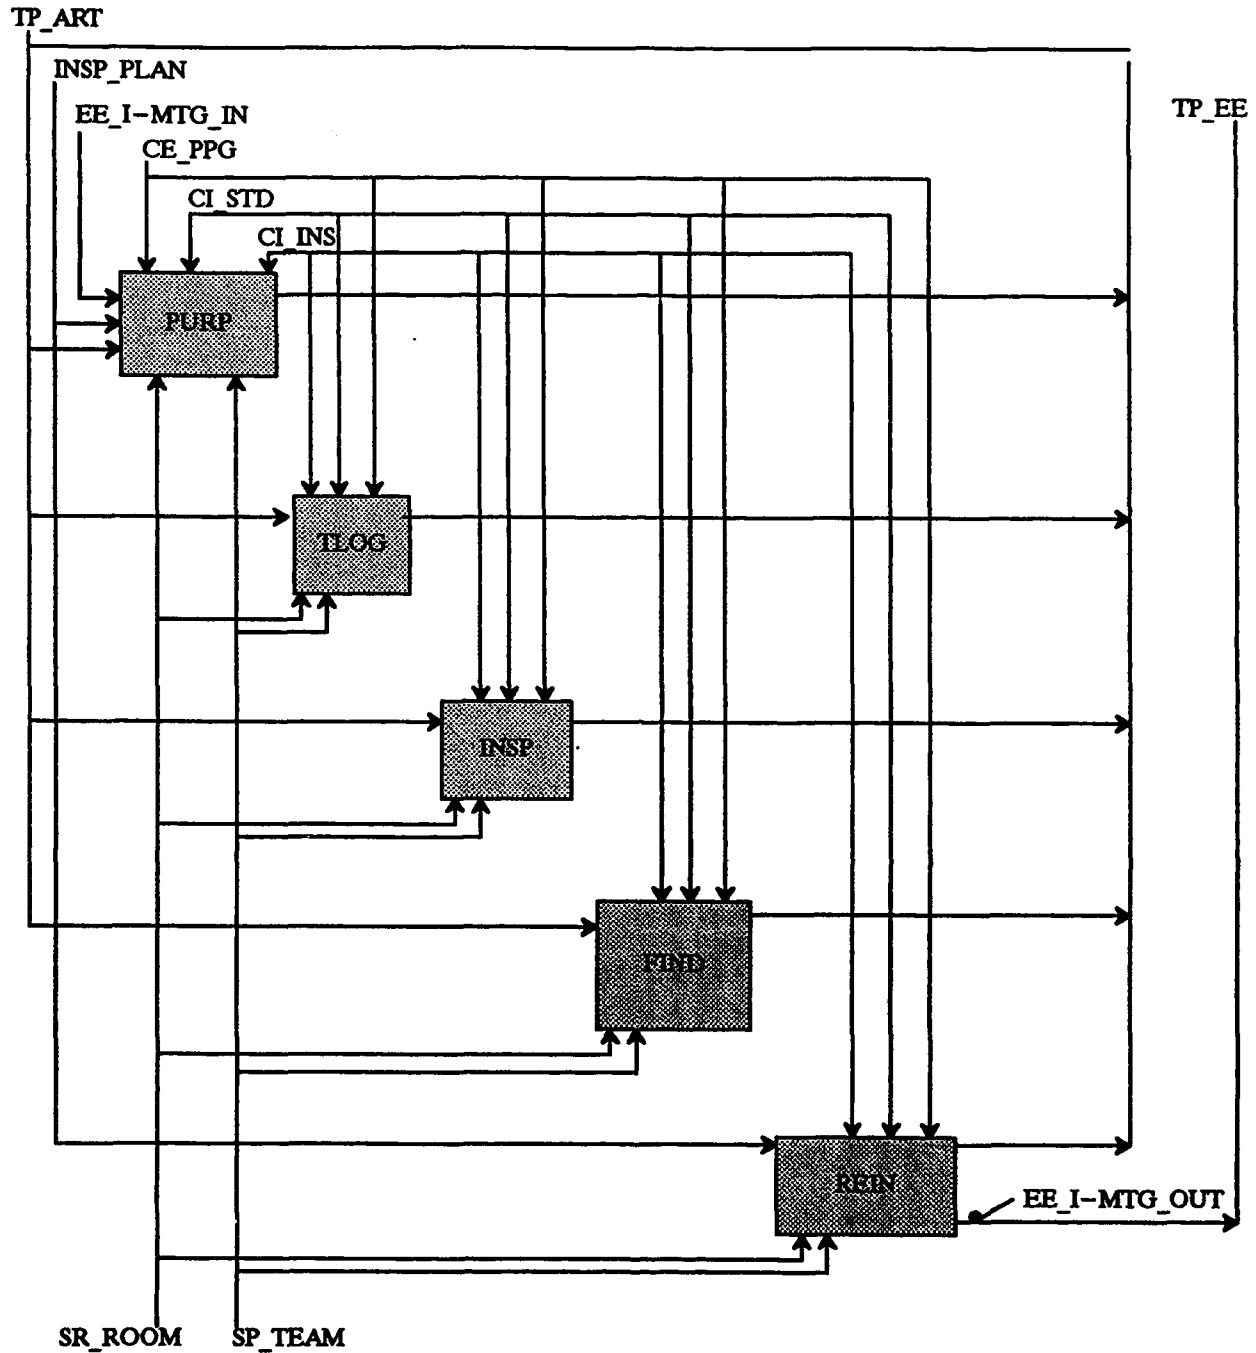 TP_ART
INSP_PLAN
TP_EE
EE_I-MTG_IN
CE_PPG
CI_STD
CI_INS
PURP
TLOG
INSP
FIND
REIN
EE_I-MTG_OUT
SR_ROOM
SP_TEAM